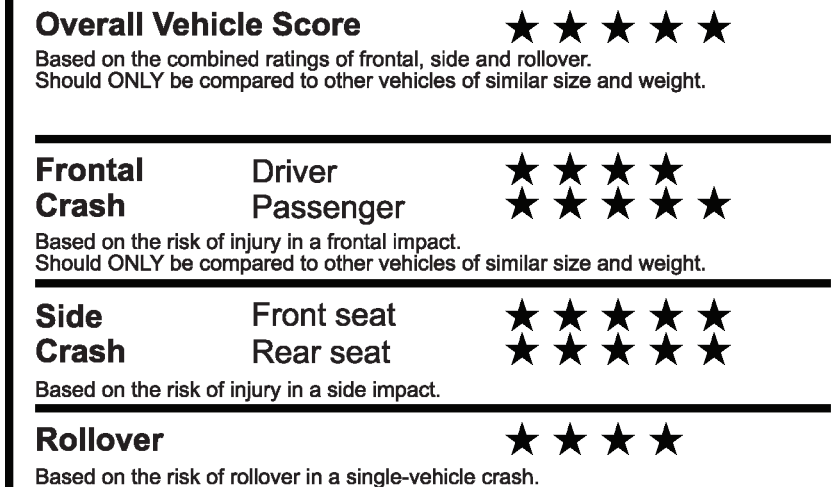 Overall Vehicle Score ★ ★ ★ ★ ★
Based on the combined ratings of frontal, side and rollover.
Should ONLY be compared to other vehicles of similar size and weight.
Frontal Driver ★ ★ ★ ★
Crash Passenger ★ ★ ★ ★ ★
Based on the risk of injury in a frontal impact.
Should ONLY be compared to other vehicles of similar size and weight.
Side Front seat ★ ★ ★ ★ ★
Crash Rear seat ★ ★ ★ ★ ★
Based on the risk of injury in a side impact.
Rollover ★ ★ ★ ★
Based on the risk of rollover in a single-vehicle crash.